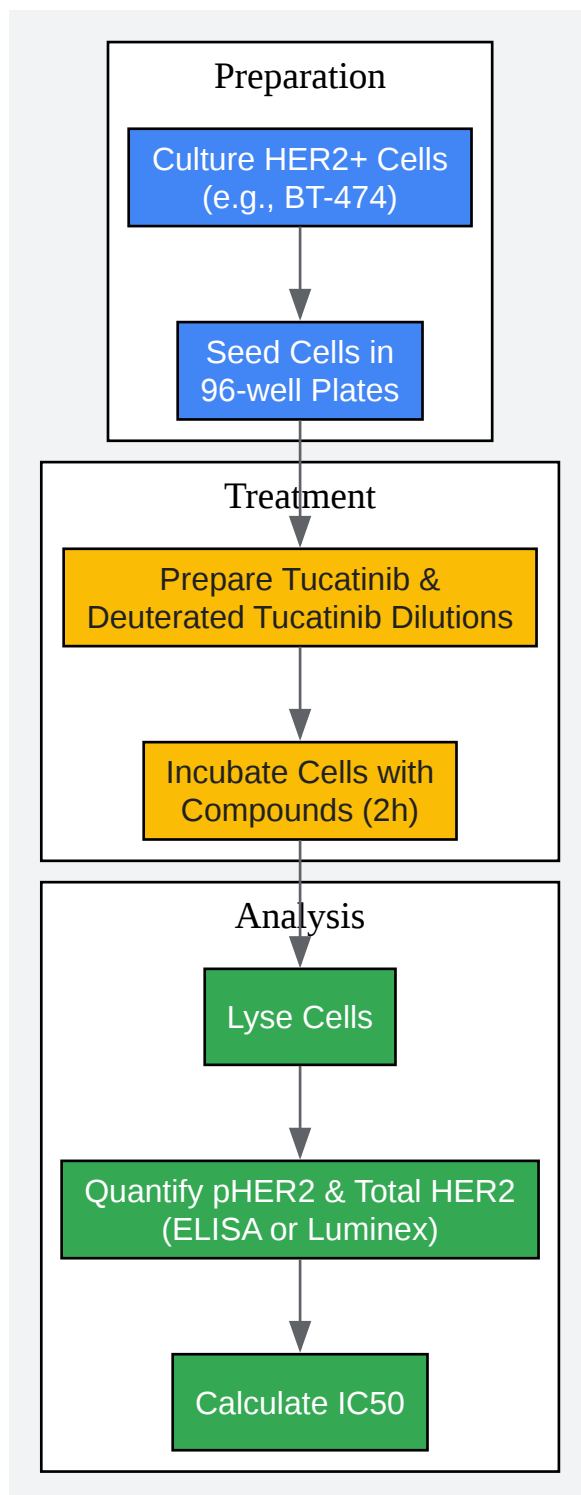 Preparation
Culture HER2+ Cells
(e.g., BT-474)
Seed Cells in
96-well Plates
Treatment
Prepare Tucatinib &
Deuterated Tucatinib Dilutions
Incubate Cells with
Compounds (2h)
Analysis
Lyse Cells
Quantify pHER2 & Total HER2
(ELISA or Luminex)
Calculate IC50